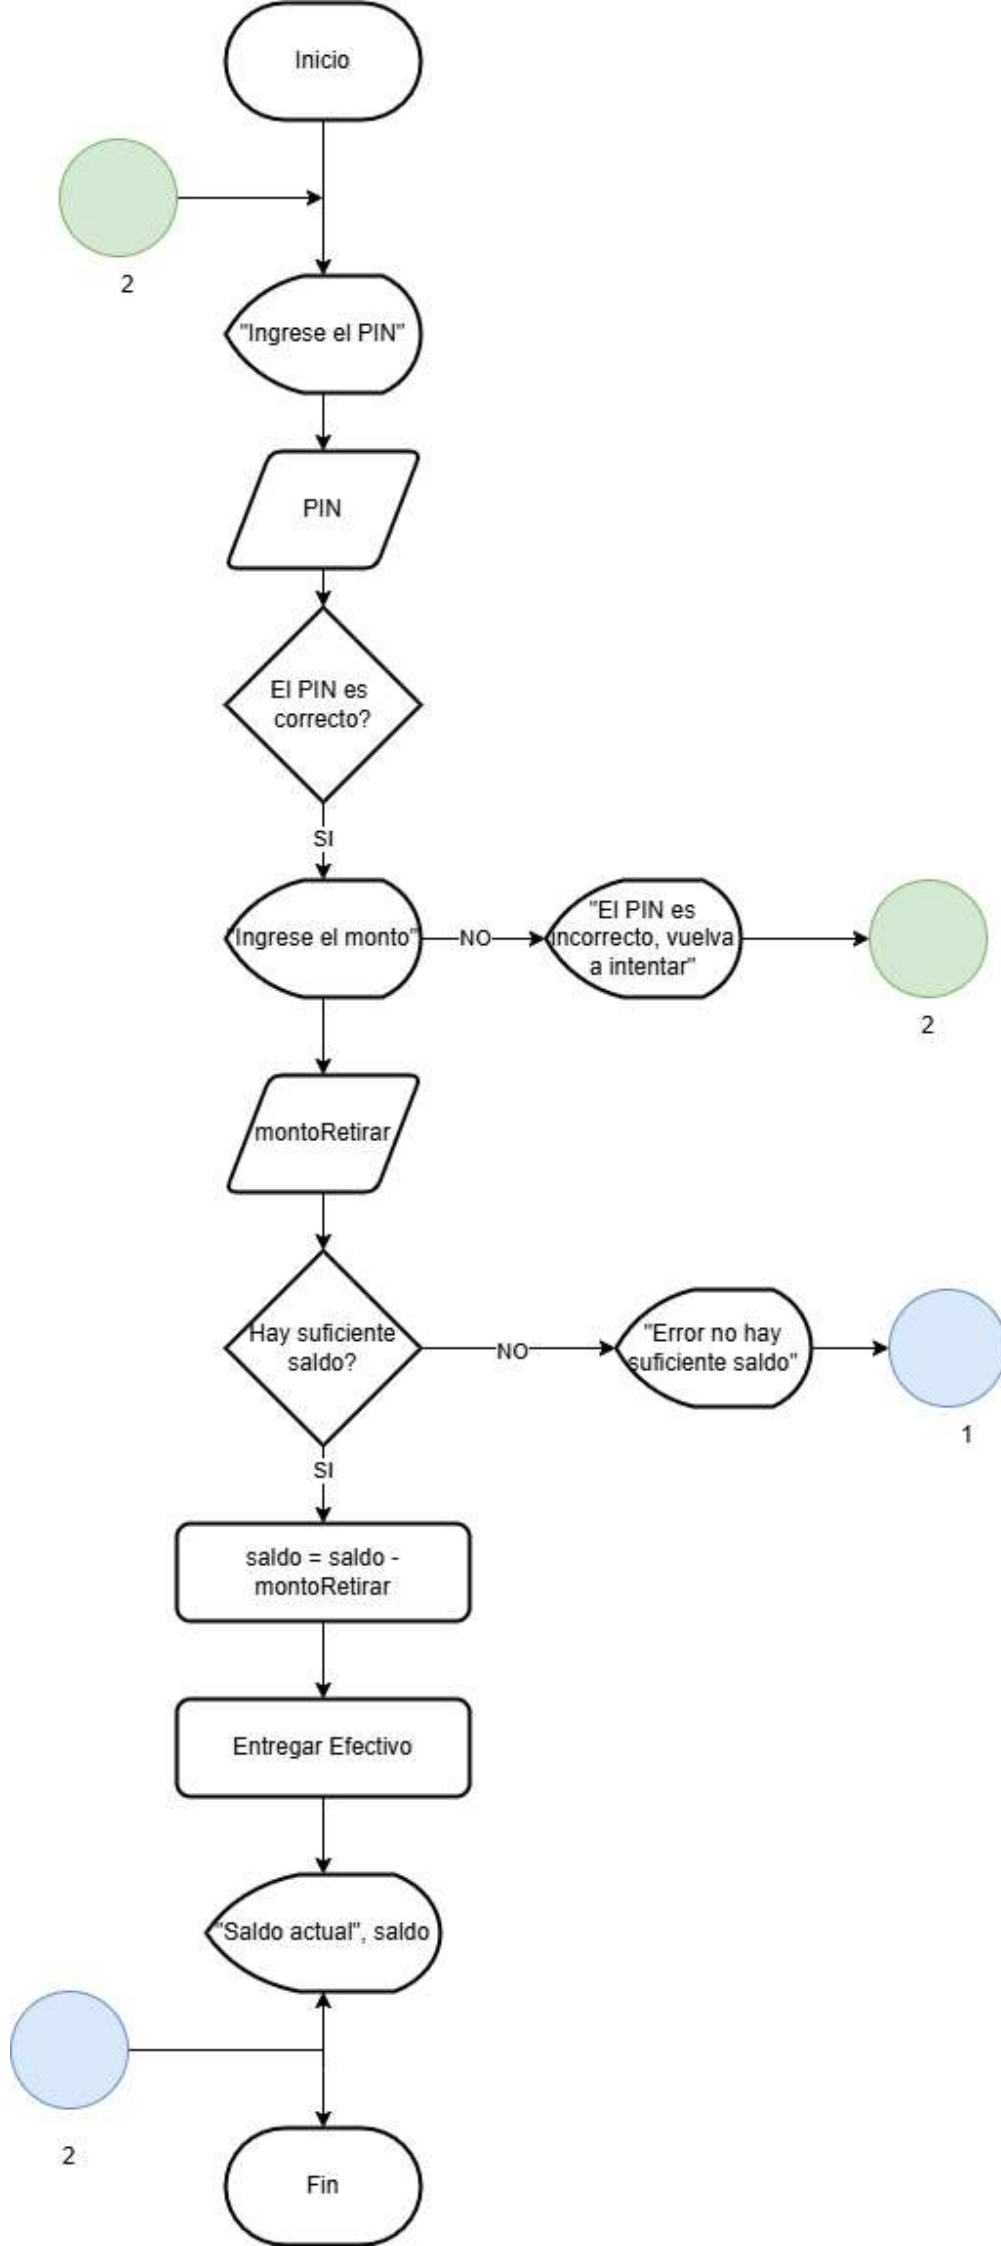 Inicio
2
"Ingrese el PIN"
PIN
El PIN es
correcto?
SI
"Ingrese el monto"
NO
"El PIN es
incorrecto, vuelva
a intentar"
2
montoRetirar
Hay suficiente
saldo?
NO
"Error no hay
suficiente saldo"
1
SI
saldo = saldo -
montoRetirar
Entregar Efectivo
"Saldo actual", saldo
2
Fin